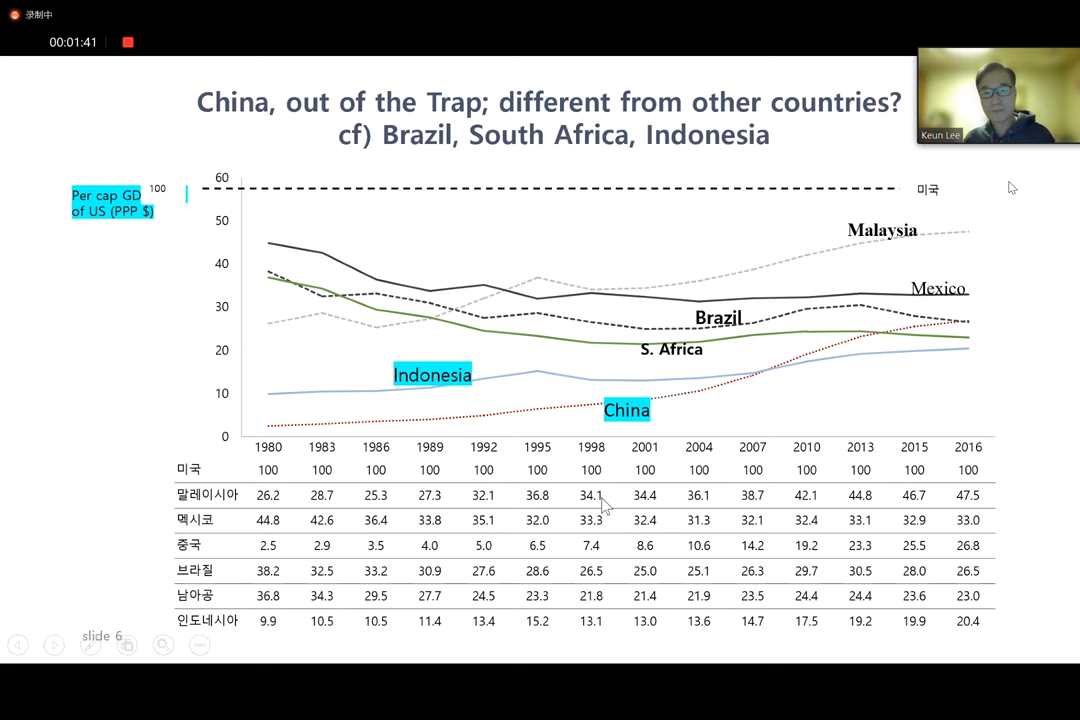 录制中
00:01:41
China, out of the Trap; different from other countries?
cf) Brazil, South Africa, Indonesia
Keun Lee
Per cap GD
of US (PPP $)
100
60
50
40
30
20
10
0
미국
Malaysia
Mexico
Brazil
S. Africa
Indonesia
China
1980 1983 1986 1989 1992 1995 1998 2001 2004 2007 2010 2013 2015 2016
미국 100 100 100 100 100 100 100 100 100 100 100 100 100 100
말레이시아 26.2 28.7 25.3 27.3 32.1 36.8 34.1 34.4 36.1 38.7 42.1 44.8 46.7 47.5
멕시코 44.8 42.6 36.4 33.8 35.1 32.0 33.3 32.4 31.3 32.1 32.4 33.1 32.9 33.0
중국 2.5 2.9 3.5 4.0 5.0 6.5 7.4 8.6 10.6 14.2 19.2 23.3 25.5 26.8
브라질 38.2 32.5 33.2 30.9 27.6 28.6 26.5 25.0 25.1 26.3 29.7 30.5 28.0 26.5
남아공 36.8 34.3 29.5 27.7 24.5 23.3 21.8 21.4 21.9 23.5 24.4 24.4 23.6 23.0
인도네시아 9.9 10.5 10.5 11.4 13.4 15.2 13.1 13.0 13.6 14.7 17.5 19.2 19.9 20.4
slide 6